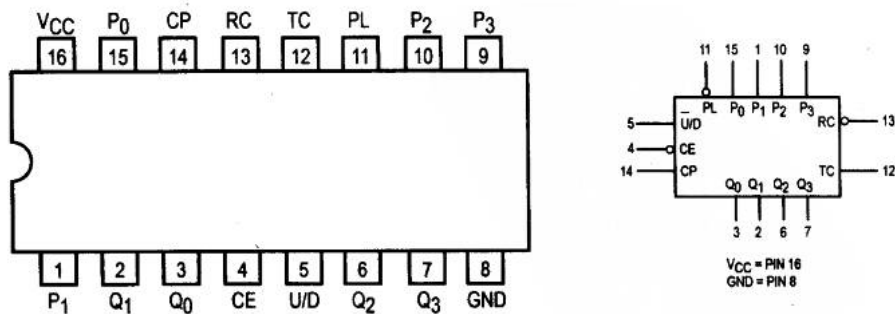 VCC P0 CP RC TC PL P2 P3
16 15 14 13 12 11 10 9
1 2 3 4 5 6 7 8
P1 Q1 Q0 CE U/D Q2 Q3 GND
11 15 1 10 9
PL P0 P1 P2 P3
5 U/D RC 13
4 CE
14 CP TC 12
Q0 Q1 Q2 Q3
3 2 6 7
VCC = PIN 16
GND = PIN 8